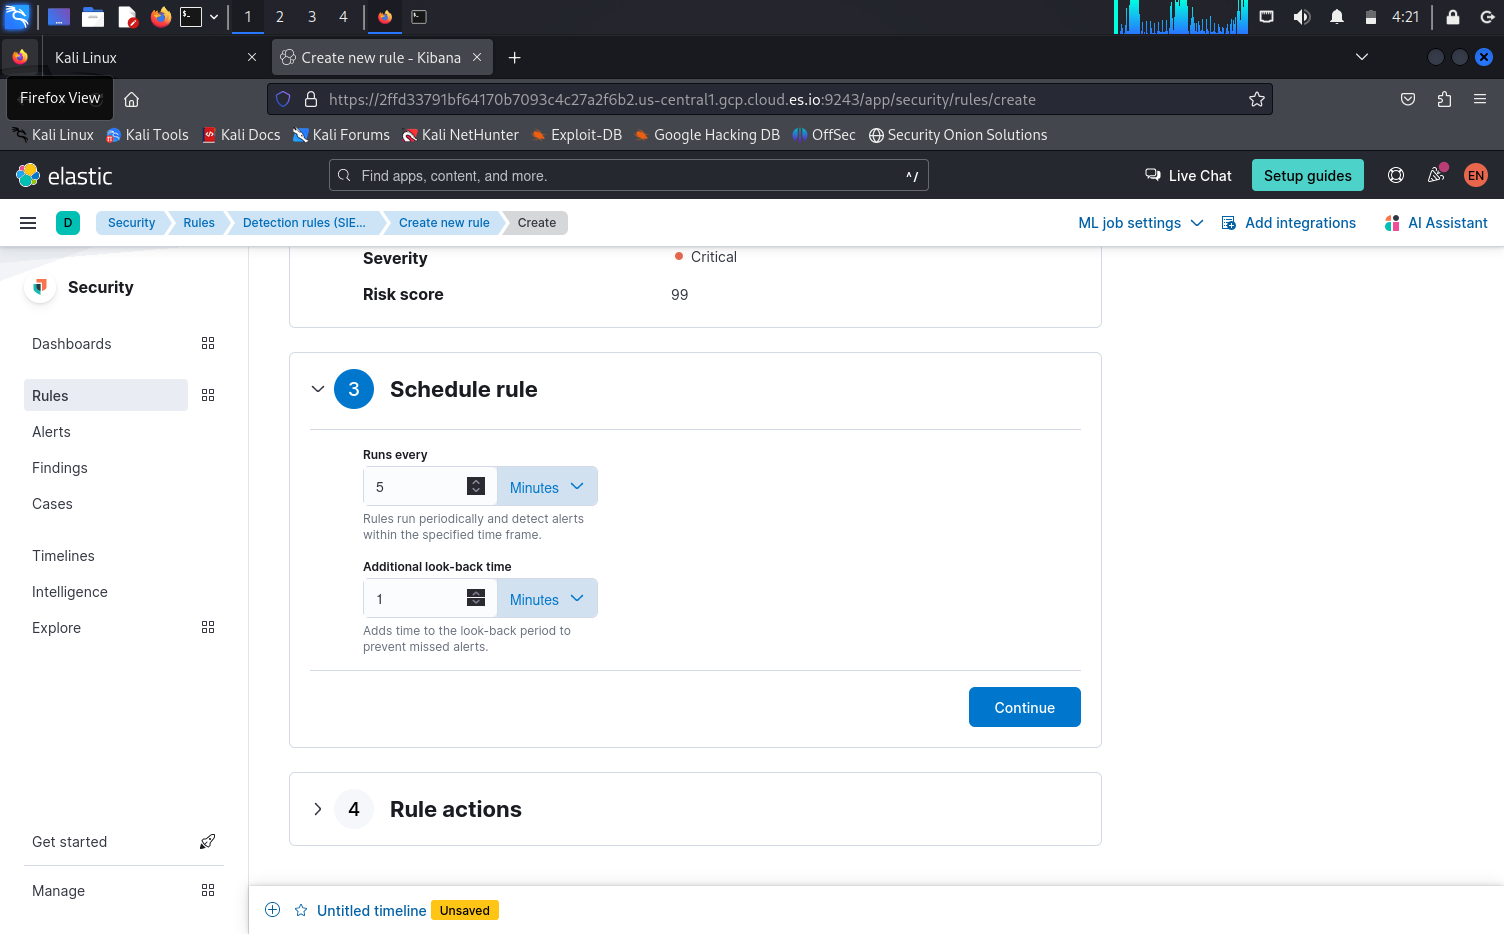 1 2 3 4 4:21
Kali Linux
Create new rule - Kibana
Firefox View
https://2ffd33791bf64170b7093c4c27a2f6b2.us-central1.gcp.cloud.es.io:9243/app/security/rules/create
Kali Linux Kali Tools Kali Docs Kali Forums Kali NetHunter Exploit-DB Google Hacking DB OffSec Security Onion Solutions
elastic Find apps, content, and more. ^/ Live Chat Setup guides EN
D Security Rules Detection rules (SIE... Create new rule Create ML job settings Add integrations AI Assistant
Security
Dashboards
Rules
Alerts
Findings
Cases
Timelines
Intelligence
Explore
Get started
Manage
Severity Critical
Risk score 99
3 Schedule rule
Runs every
5 Minutes
Rules run periodically and detect alerts
within the specified time frame.
Additional look-back time
1 Minutes
Adds time to the look-back period to
prevent missed alerts.
Continue
4 Rule actions
Untitled timeline Unsaved